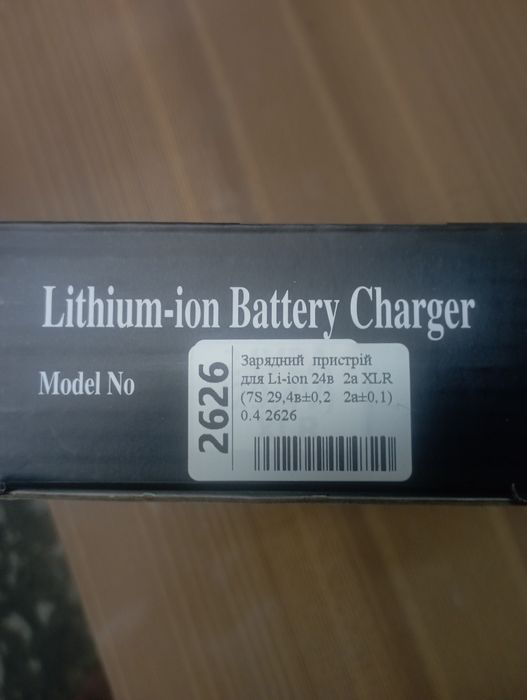 Lithium-ion Battery Charger
Model No
2626
Зарядний пристрій
для Li-ion 24в 2а XLR
(7S 29,4в±0,2 2а±0,1)
0.4 2626